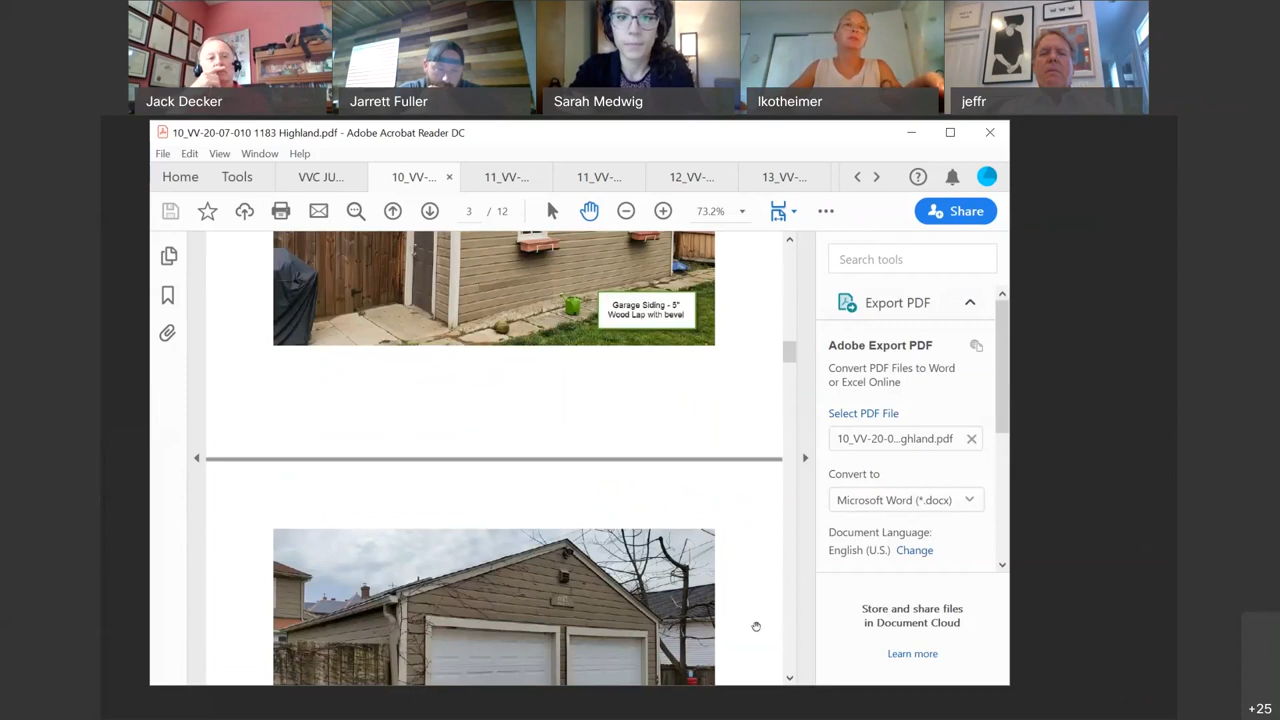 Jack Decker
Jarrett Fuller
Sarah Medwig
lkotheimer
jeffr
10_VV-20-07-010 1183 Highland.pdf - Adobe Acrobat Reader DC
File Edit View Window Help
Home Tools VVC JU... 10_VV-... 11_VV-... 11_VV-... 12_VV-... 13_VV-...
3 / 12 73.2% Share
Garage Siding - 5"
Wood Lap with bevel
Search tools
Export PDF
Adobe Export PDF
Convert PDF Files to Word
or Excel Online
Select PDF File
10_VV-20-0...ghland.pdf
Convert to
Microsoft Word (*.docx)
Document Language:
English (U.S.) Change
Store and share files
in Document Cloud
Learn more
+25